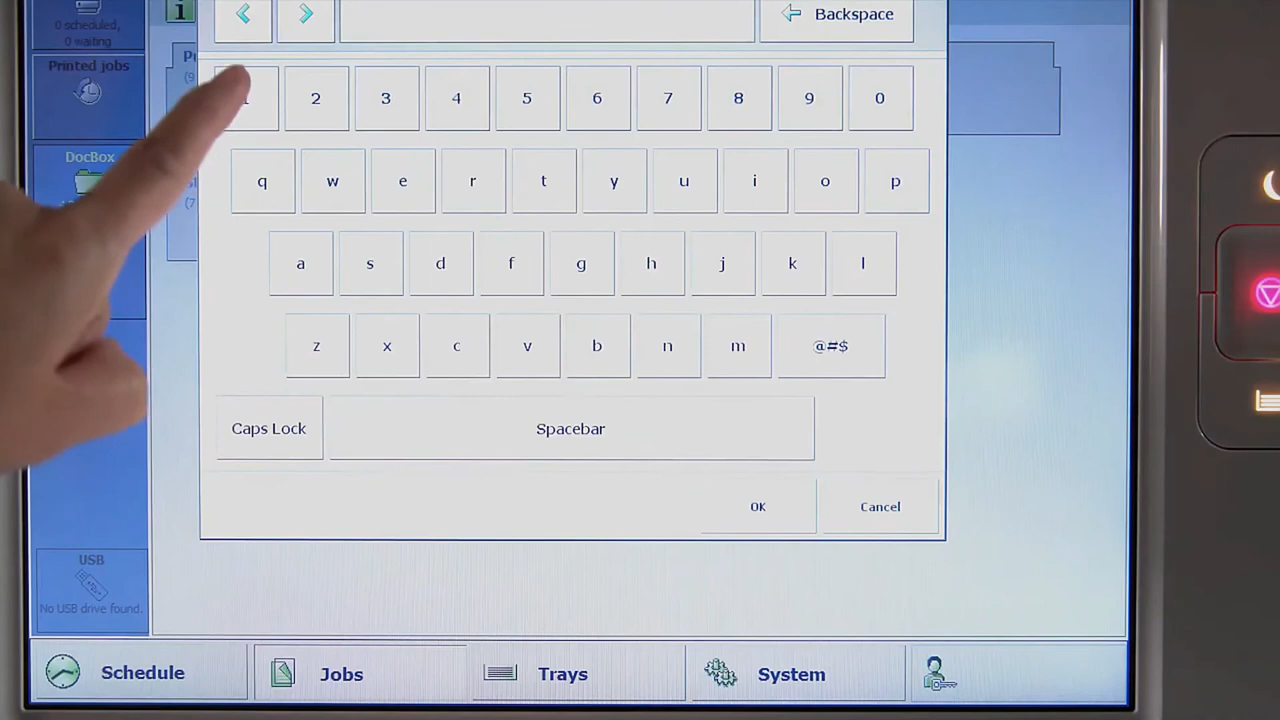 0 scheduled,
0 waiting
Backspace
Printed jobs
1 2 3 4 5 6 7 8 9 0
DocBox
q w e r t y u i o p
a s d f g h j k l
z x c v b n m @#$
Caps Lock Spacebar
OK Cancel
USB
No USB drive found.
Schedule Jobs Trays System